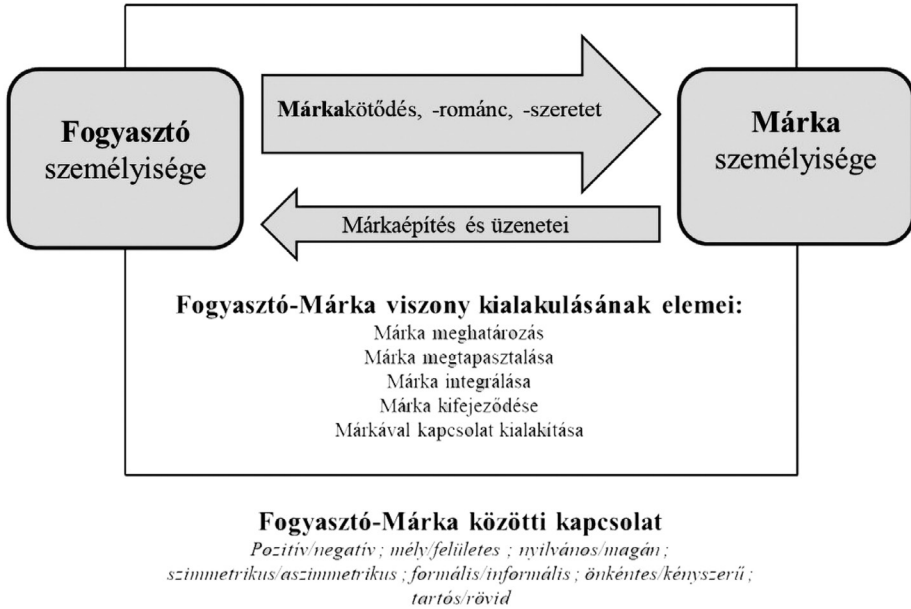 Fogyasztó
személyisége
Márkakötődés, -románc, -szeretet
Márka
személyisége
Márkaépítés és üzenetei
Fogyasztó-Márka viszony kialakulásának elemei:
Márka meghatározás
Márka megtapasztalása
Márka integrálása
Márka kifejeződése
Márkával kapcsolat kialakítása
Fogyasztó-Márka közötti kapcsolat
Pozitív/negatív ; mély/felületes ; nyilvános/magán ;
szimmetrikus/aszimmetrikus ; formális/informális ; önkéntes/kényszerű ;
tartós/rövid